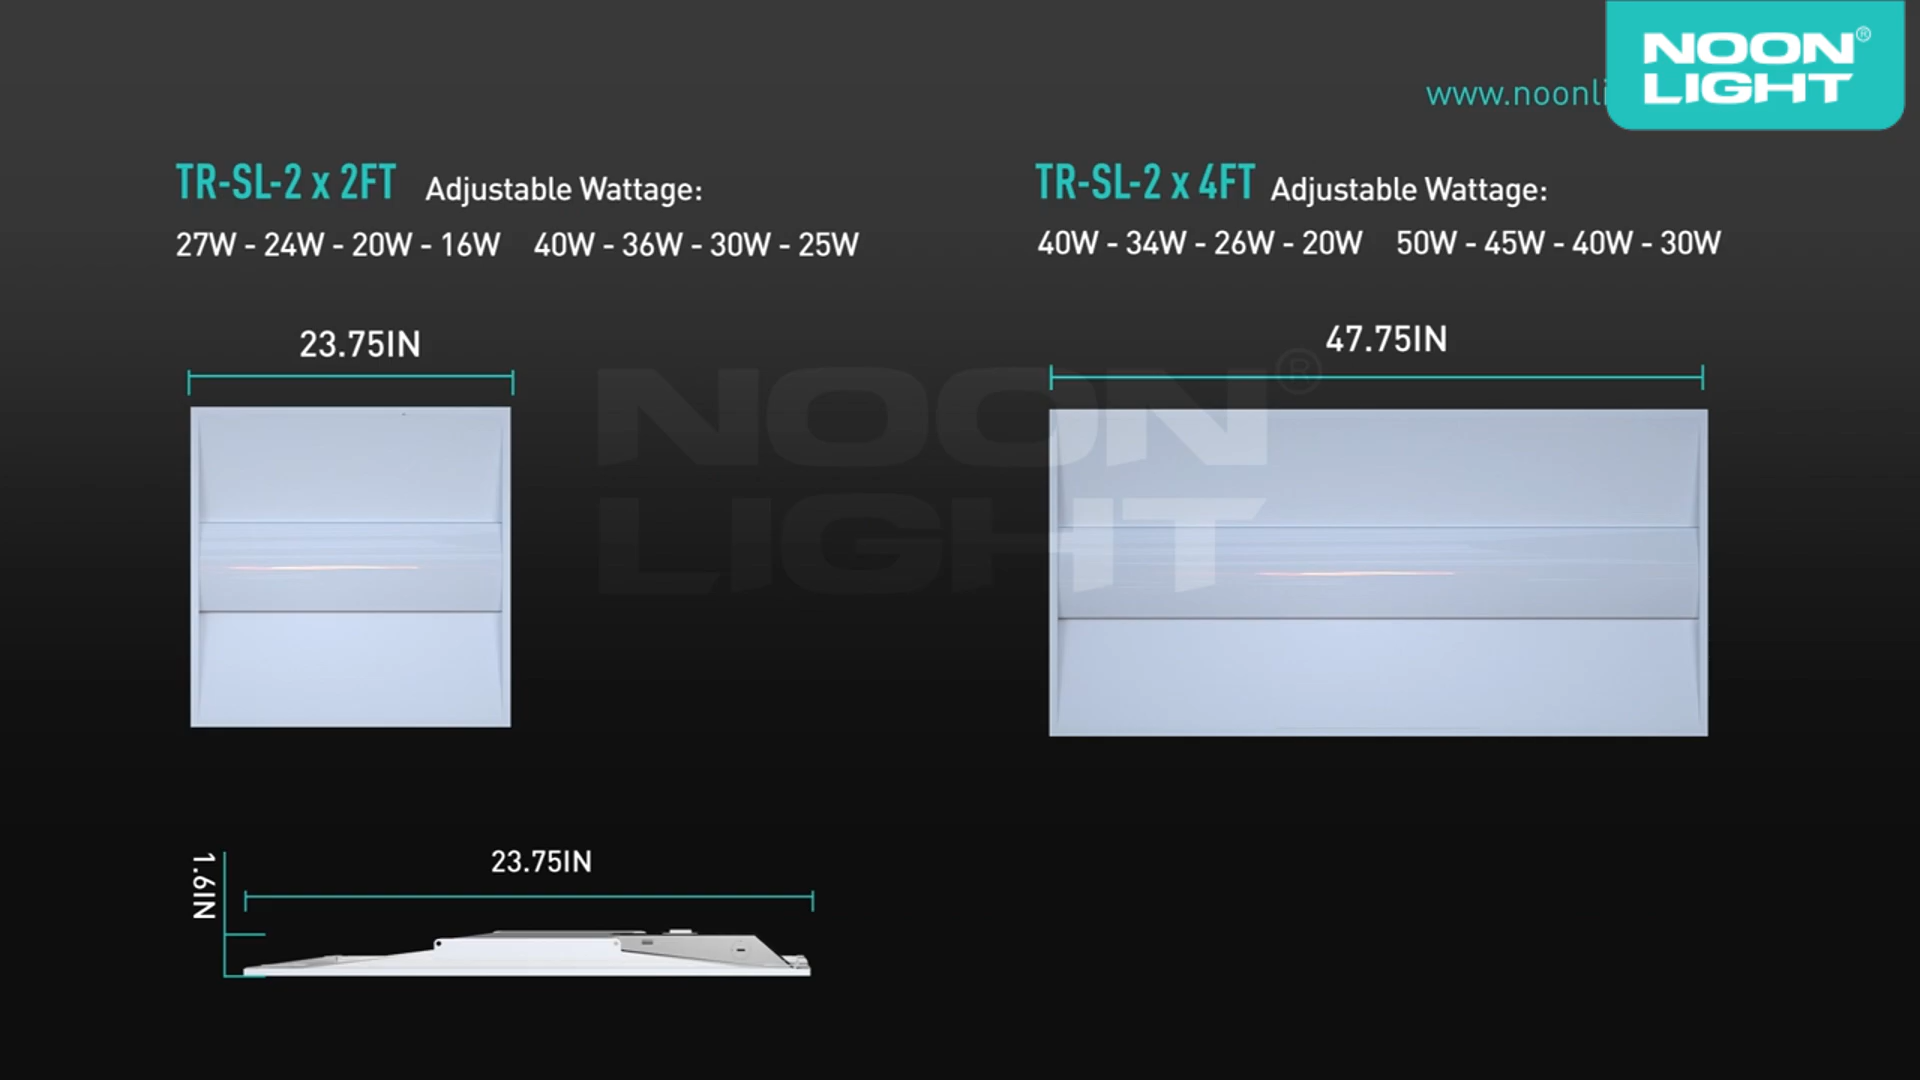 NOON®
LIGHT
www.noonli
TR-SL-2 x 2FT Adjustable Wattage:
27W - 24W - 20W - 16W 40W - 36W - 30W - 25W
TR-SL-2 x 4FT Adjustable Wattage:
40W - 34W - 26W - 20W 50W - 45W - 40W - 30W
23.75IN
47.75IN
NOON®
LIGHT
23.75IN
1.6IN